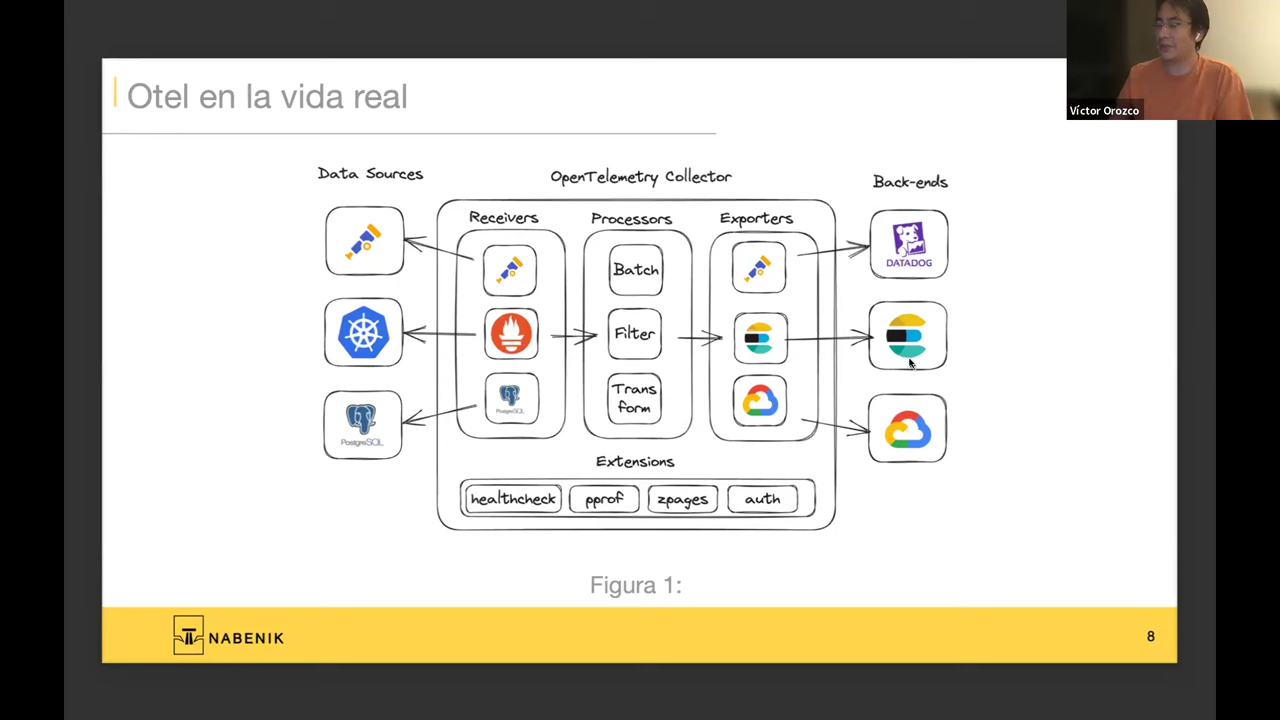 Víctor Orozco
Otel en la vida real
Data Sources
OpenTelemetry Collector
Back-ends
Receivers
Processors
Exporters
Batch
Filter
Trans
form
PostgreSQL
PostgreSQL
DATADOG
Extensions
healthcheck
pprof
zpages
auth
Figura 1:
NABENIK
8